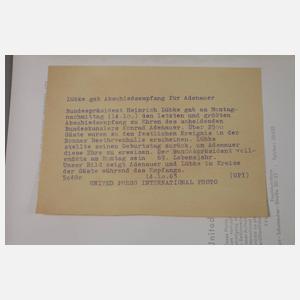 Lübke gab Abschiedsempfang für Adenauer
Bundespräsident Heinrich Lübke gab am Montag-
nachmittag (14.10.) den letzten und größten
Abschiedsempfang zu Ehren des scheidenden
Bundeskanzlers Konrad Adenauer. Über 2500
Gäste waren zu dem festlichen Ereignis in der
Bonner Beethovenhalle erschienen. Lübke
stellte seinen Geburtstag zurück, um Adenauer
diese Ehre zu erweisen. Der Bundespräsident voll-
endete am Montag sein 69. Lebensjahr.
Unser Bild zeigt Adenauer und Lübke im Kreise
der Gäste während des Empfangs.
14.10.63 (UPI)
UNITED PRESS INTERNATIONAL PHOTO